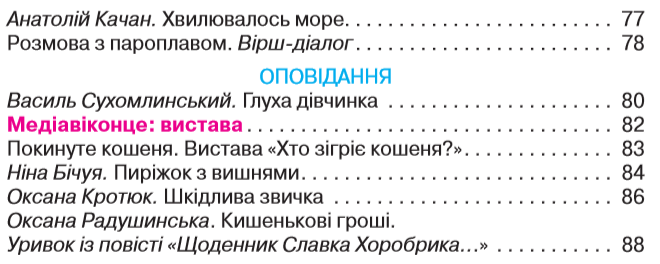 Анатолій Качан. Хвилювалось море. . . . . . . . . . . . . . . . . . . . . . . . . . 77
Розмова з пароплавом. Вірш-діалог. . . . . . . . . . . . . . . . . . . . . . . . . 78
ОПОВІДАННЯ
Василь Сухомлинський. Глуха дівчинка . . . . . . . . . . . . . . . . . . . . . . 80
Медіавіконце: вистава. . . . . . . . . . . . . . . . . . . . . . . . . . . . . . . . . . . 82
Покинуте кошеня. Вистава «Хто зігріє кошеня?». . . . . . . . . . . . . . 83
Ніна Бічуя. Пиріжок з вишнями. . . . . . . . . . . . . . . . . . . . . . . . . . . . . 84
Оксана Кротюк. Шкідлива звичка . . . . . . . . . . . . . . . . . . . . . . . . . . . 86
Оксана Радушинська. Кишенькові гроші.
Уривок із повісті «Щоденник Славка Хоробрика...» . . . . . . . . . . . 88